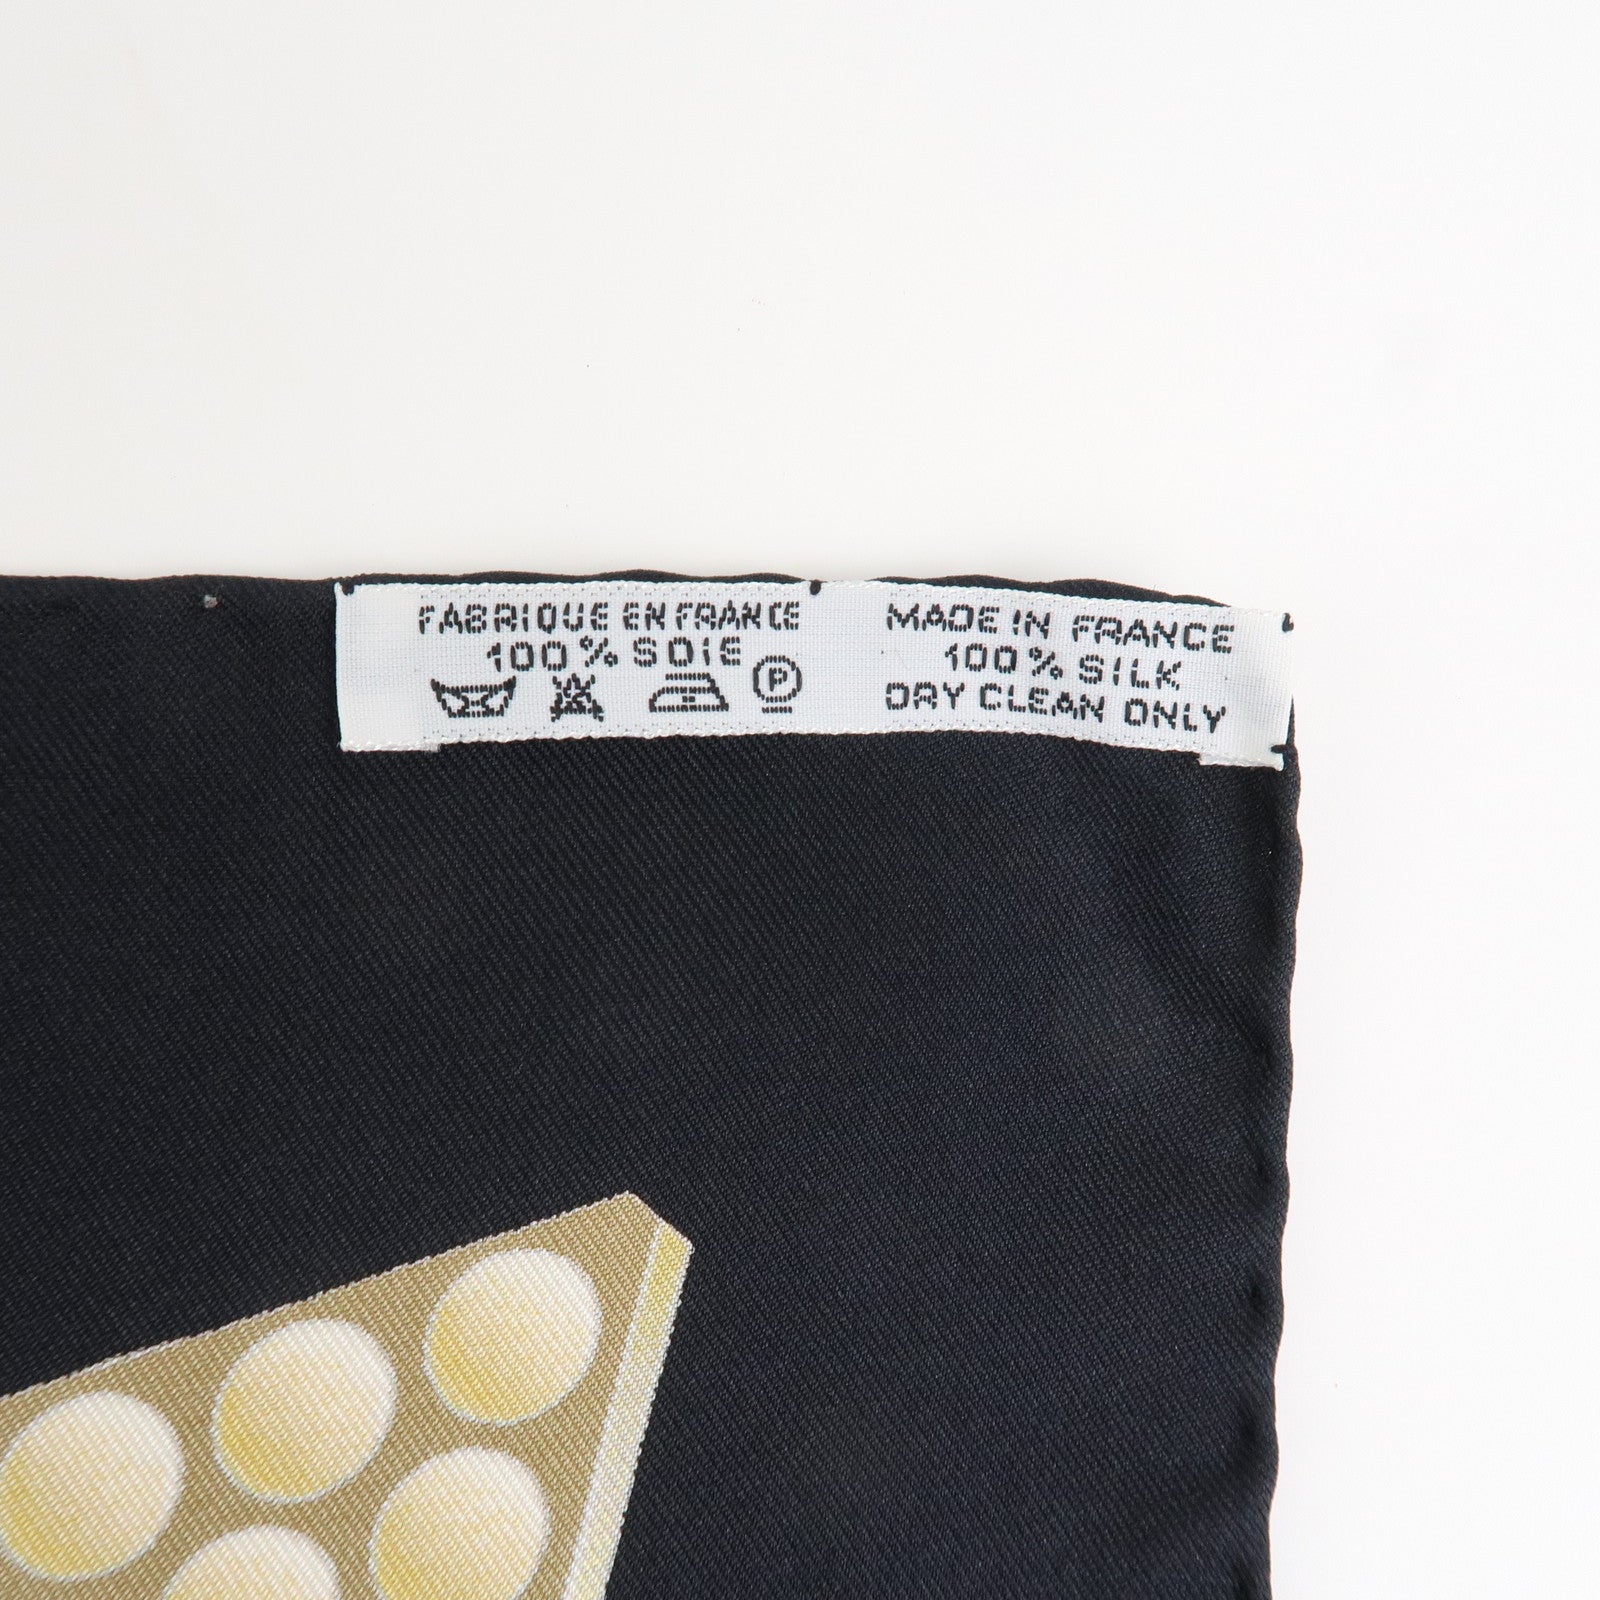 FABRIQUE EN FRANCE
100% SOIE
P
MADE IN FRANCE
100% SILK
DRY CLEAN ONLY